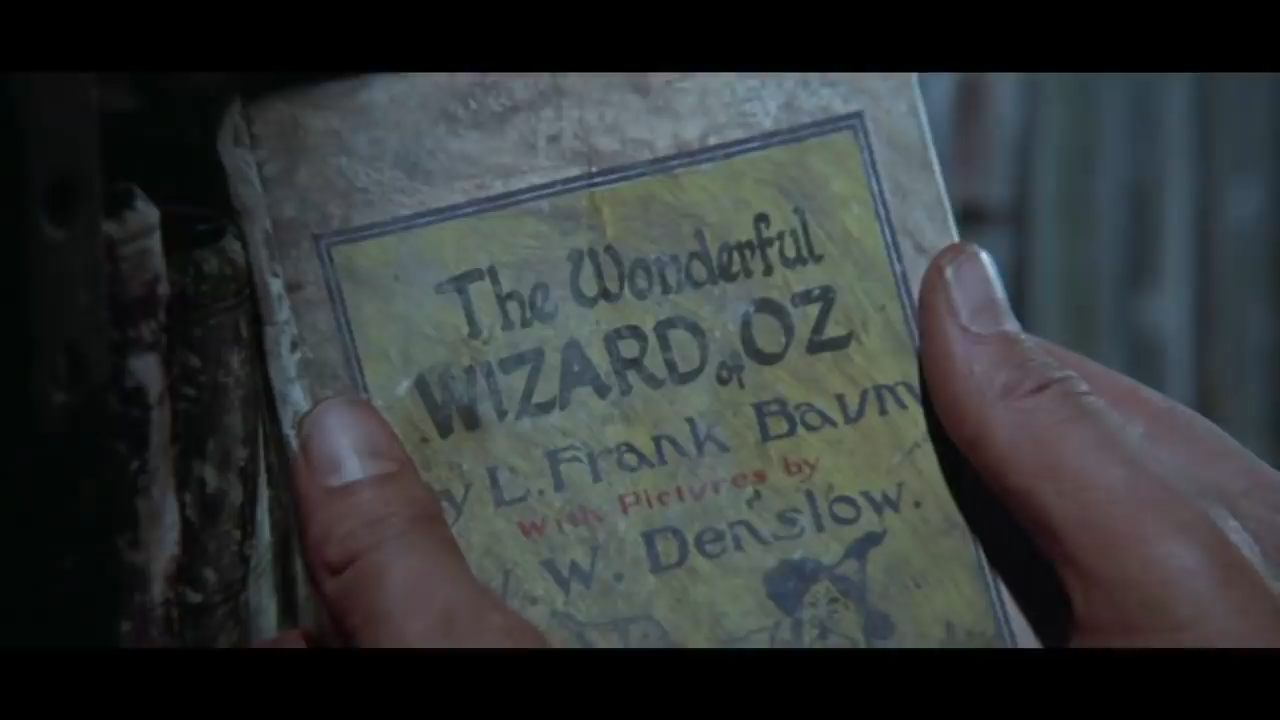 The Wonderful
WIZARD of OZ
y L. Frank Baum
With Pictures by
W. Denslow.